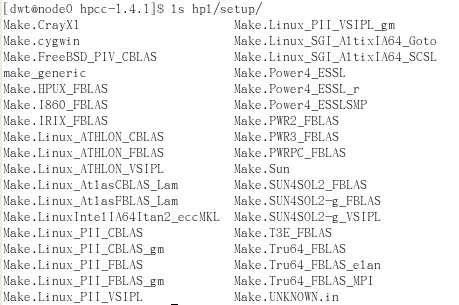 [dwt@node0 hpcc-1.4.1]$ ls hpl/setup/
Make.CrayX1 Make.Linux_PII_VSIPL_gm
Make.cygwin Make.Linux_SGI_AltixIA64_Goto
Make.FreeBSD_PIV_CBLAS Make.Linux_SGI_AltixIA64_SCSL
make_generic Make.Power4_ESSL
Make.HPUX_FBLAS Make.Power4_ESSL_r
Make.I860_FBLAS Make.Power4_ESSLSMP
Make.IRIX_FBLAS Make.PWR2_FBLAS
Make.Linux_ATHLON_CBLAS Make.PWR3_FBLAS
Make.Linux_ATHLON_FBLAS Make.PWRPC_FBLAS
Make.Linux_ATHLON_VSIPL Make.Sun
Make.Linux_AtlasCBLAS_Lam Make.SUN4SOL2_FBLAS
Make.Linux_AtlasFBLAS_Lam Make.SUN4SOL2-g_FBLAS
Make.LinuxIntelIA64Itan2_eccMKL Make.SUN4SOL2-g_VSIPL
Make.Linux_PII_CBLAS Make.T3E_FBLAS
Make.Linux_PII_CBLAS_gm Make.Tru64_FBLAS
Make.Linux_PII_FBLAS Make.Tru64_FBLAS_elan
Make.Linux_PII_FBLAS_gm Make.Tru64_FBLAS_MPI
Make.Linux_PII_VSIPL Make.UNKNOWN.in